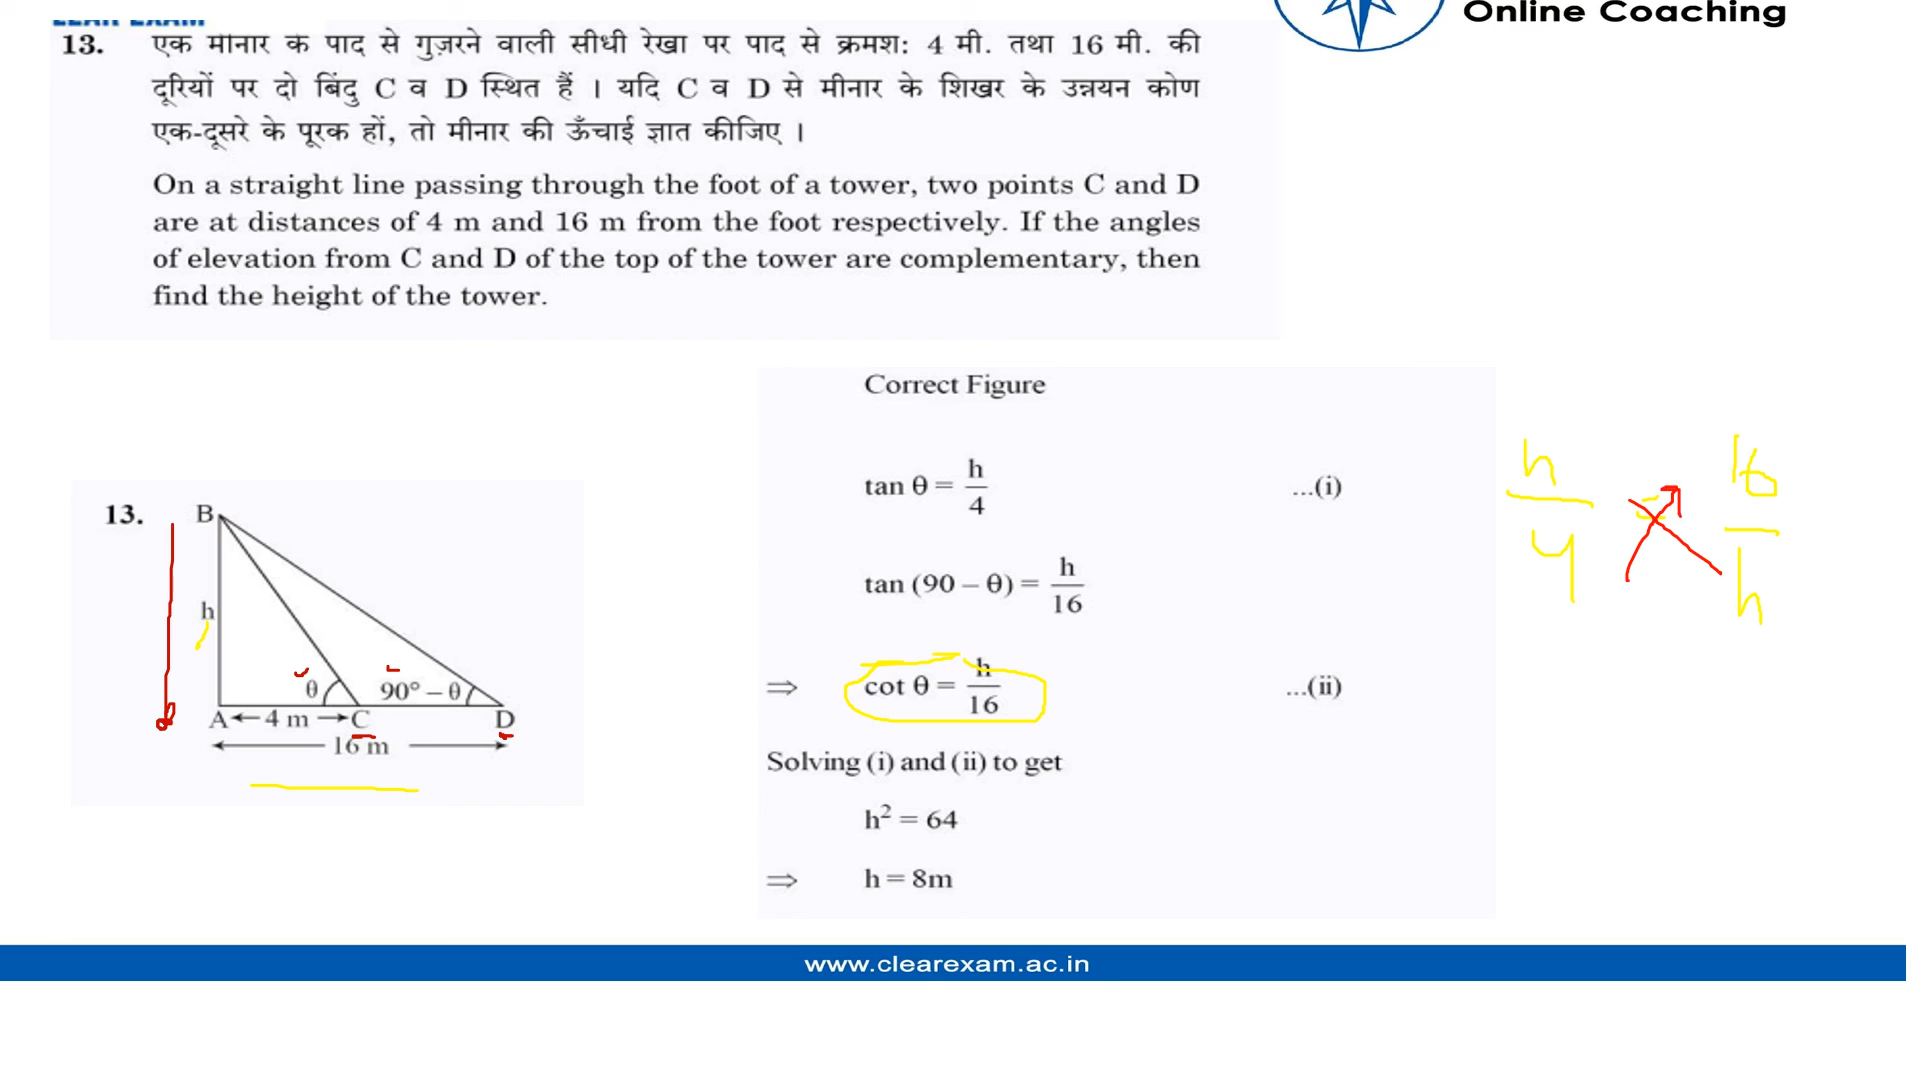 Online Coaching
13. एक मीनार के पाद से गुज़रने वाली सीधी रेखा पर पाद से क्रमश: 4 मी. तथा 16 मी. की
दूरियों पर दो बिंदु C व D स्थित हैं । यदि C व D से मीनार के शिखर के उन्नयन कोण
एक-दूसरे के पूरक हों, तो मीनार की ऊँचाई ज्ञात कीजिए ।
On a straight line passing through the foot of a tower, two points C and D
are at distances of 4 m and 16 m from the foot respectively. If the angles
of elevation from C and D of the top of the tower are complementary, then
find the height of the tower.
13.
B
h
θ 90° – θ
A 4 m C D
16 m
Correct Figure
tan θ = h/4 ...(i)
tan (90 – θ) = h/16
⇒ cot θ = h/16 ...(ii)
Solving (i) and (ii) to get
h² = 64
⇒ h = 8m
h/4 = 16/h
www.clearexam.ac.in